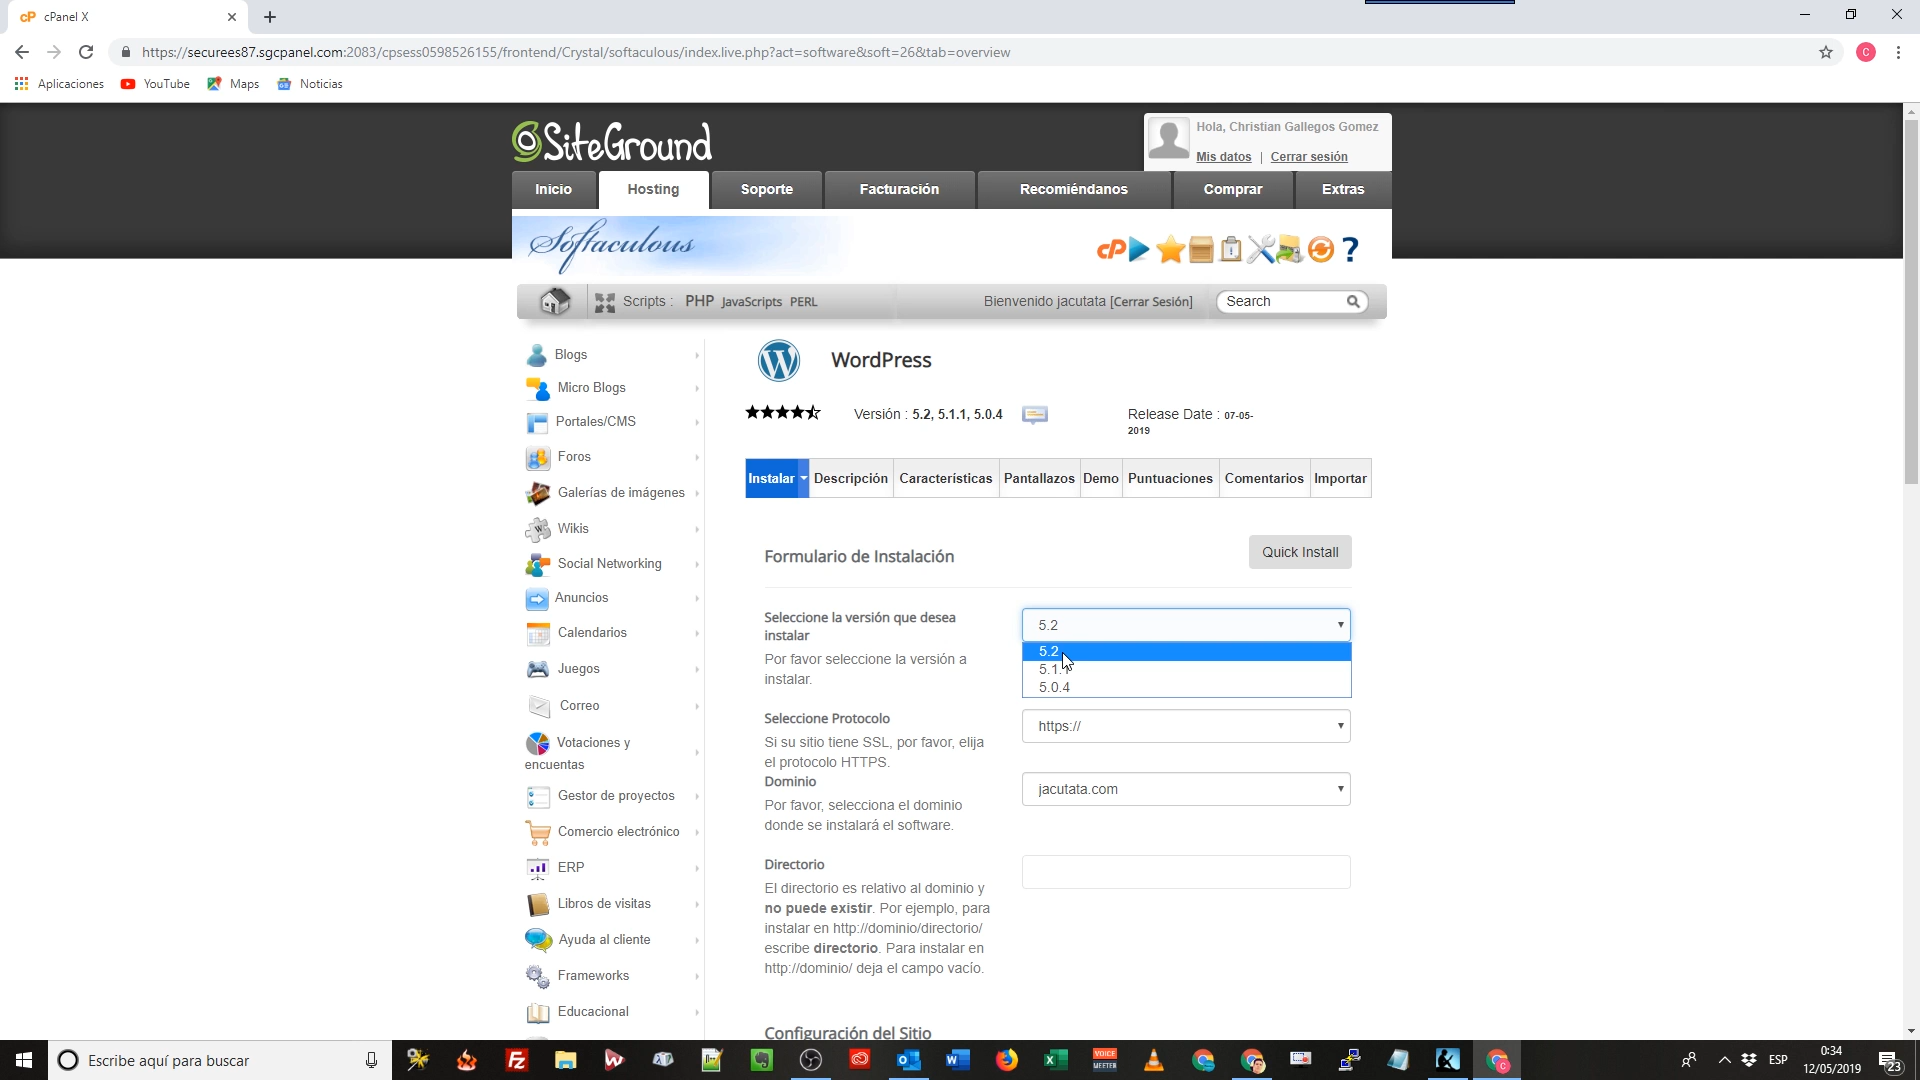 cPanel X
https://securees87.sgcpanel.com:2083/cpsess0598526155/frontend/Crystal/softaculous/index.live.php?act=software&soft=26&tab=overview
C
Aplicaciones YouTube Maps Noticias
SiteGround
Hola, Christian Gallegos Gomez
Mis datos | Cerrar sesión
Inicio Hosting Soporte Facturación Recomiéndanos Comprar Extras
Softaculous
cP ?
Scripts : PHP JavaScripts PERL Bienvenido jacutata [Cerrar Sesión] Search
Blogs
Micro Blogs
Portales/CMS
Foros
Galerías de imágenes
Wikis
Social Networking
Anuncios
Calendarios
Juegos
Correo
Votaciones y
encuentas
Gestor de proyectos
Comercio electrónico
ERP
Libros de visitas
Ayuda al cliente
Frameworks
Educacional
WordPress
Versión : 5.2, 5.1.1, 5.0.4
Release Date : 07-05-
2019
Instalar Descripción Características Pantallazos Demo Puntuaciones Comentarios Importar
Formulario de Instalación
Quick Install
Seleccione la versión que desea
instalar
Por favor seleccione la versión a
instalar.
5.2
5.2
5.1.1
5.0.4
Seleccione Protocolo
Si su sitio tiene SSL, por favor, elija
el protocolo HTTPS.
https://
Dominio
Por favor, selecciona el dominio
donde se instalará el software.
jacutata.com
Directorio
El directorio es relativo al dominio y
no puede existir. Por ejemplo, para
instalar en http://dominio/directorio/
escribe directorio. Para instalar en
http://dominio/ deja el campo vacío.
Configuración del Sitio
Escribe aquí para buscar
VOICE
MEETER
ESP
0:34
12/05/2019
23